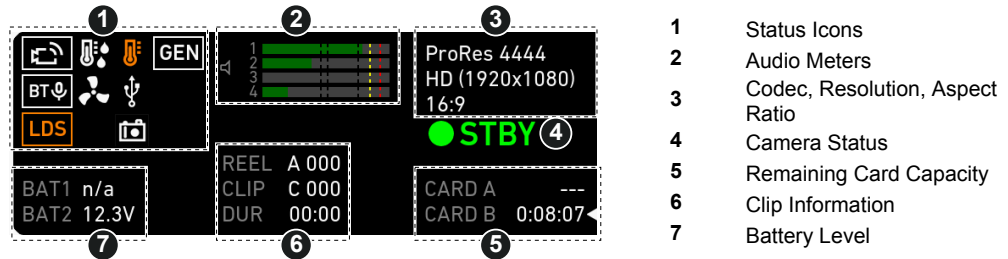 1
2
3
GEN
BT
LDS
1
2
3
4
ProRes 4444
HD (1920x1080)
16:9
STBY
4
BAT1 n/a
BAT2 12.3V
REEL A 000
CLIP C 000
DUR 00:00
CARD A ---
CARD B 0:08:07
7
6
5
1 Status Icons
2 Audio Meters
3 Codec, Resolution, Aspect
Ratio
4 Camera Status
5 Remaining Card Capacity
6 Clip Information
7 Battery Level